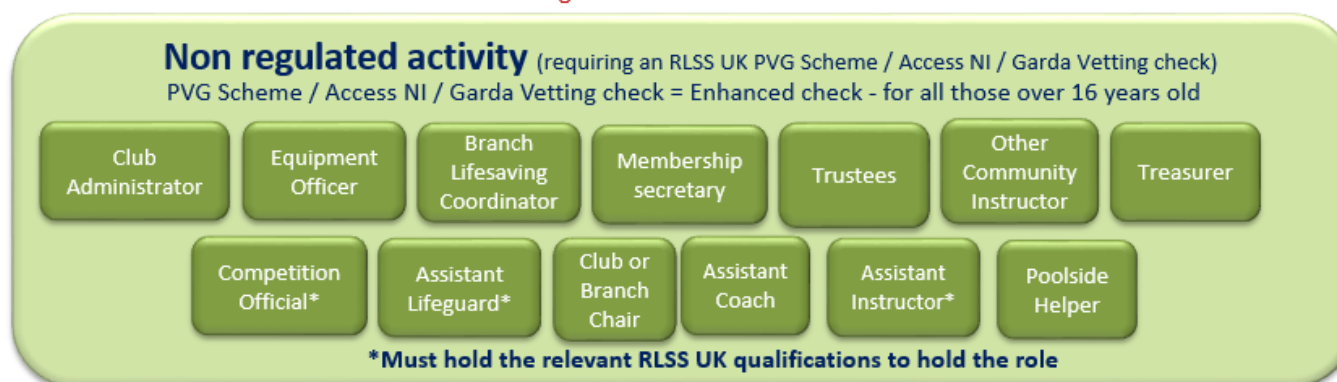 Non regulated activity (requiring an RLSS UK PVG Scheme / Access NI / Garda Vetting check)
PVG Scheme / Access NI / Garda Vetting check = Enhanced check - for all those over 16 years old
Club
Administrator
Equipment
Officer
Branch
Lifesaving
Coordinator
Membership
secretary
Trustees
Other
Community
Instructor
Treasurer
Competition
Official*
Assistant
Lifeguard*
Club or
Branch
Chair
Assistant
Coach
Assistant
Instructor*
Poolside
Helper
*Must hold the relevant RLSS UK qualifications to hold the role